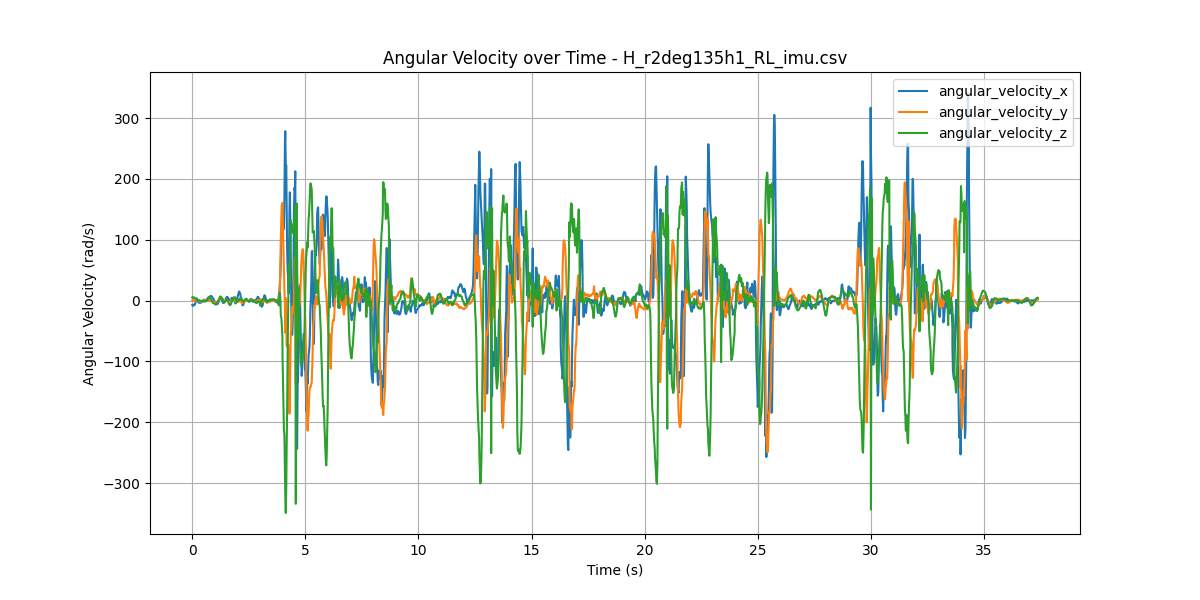 Angular Velocity over Time - H_r2deg135h1_RL_imu.csv
angular_velocity_x
angular_velocity_y
angular_velocity_z
Angular Velocity (rad/s)
300
200
100
0
−100
−200
−300
0 5 10 15 20 25 30 35
Time (s)